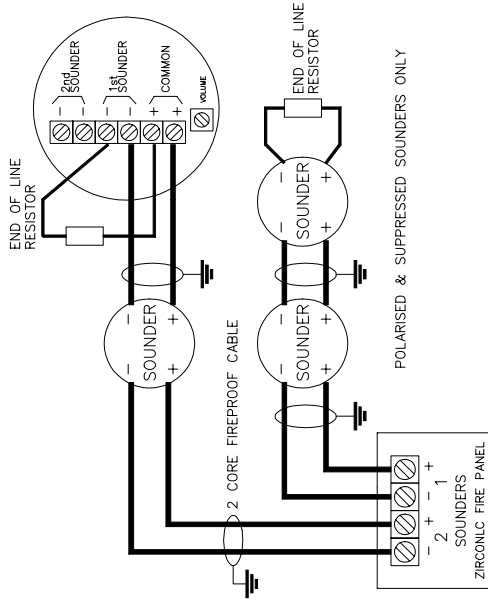 2nd
SOUNDER
1st
SOUNDER
COMMON
VOLUME
- - - - + +
END OF LINE
RESISTOR
END OF LINE
RESISTOR
- -
SOUNDER
+ +
- -
SOUNDER
+ +
- -
SOUNDER
+ +
2 CORE FIREPROOF CABLE
POLARISED & SUPPRESSED SOUNDERS ONLY
- + - +
2 1
SOUNDERS
ZIRCONLC FIRE PANEL